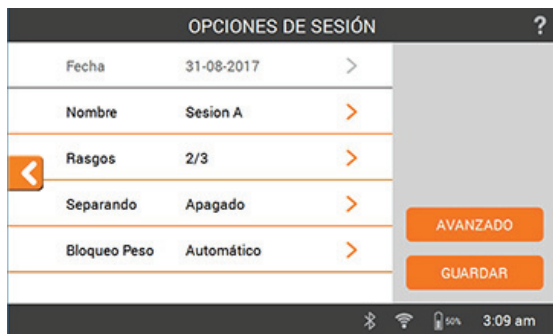 OPCIONES DE SESIÓN ?
Fecha 31-08-2017
Nombre Sesion A
Rasgos 2/3
Separando Apagado
Bloqueo Peso Automático
AVANZADO
GUARDAR
50% 3:09 am